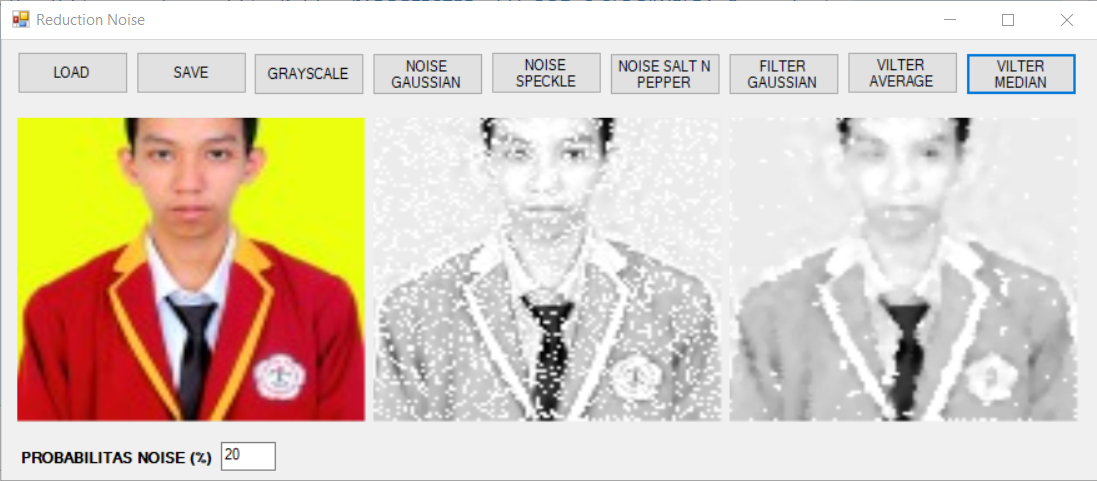 Reduction Noise
LOAD
SAVE
GRAYSCALE
NOISE
GAUSSIAN
NOISE
SPECKLE
NOISE SALT N
PEPPER
FILTER
GAUSSIAN
VILTER
AVERAGE
VILTER
MEDIAN
PROBABILITAS NOISE (%)
20